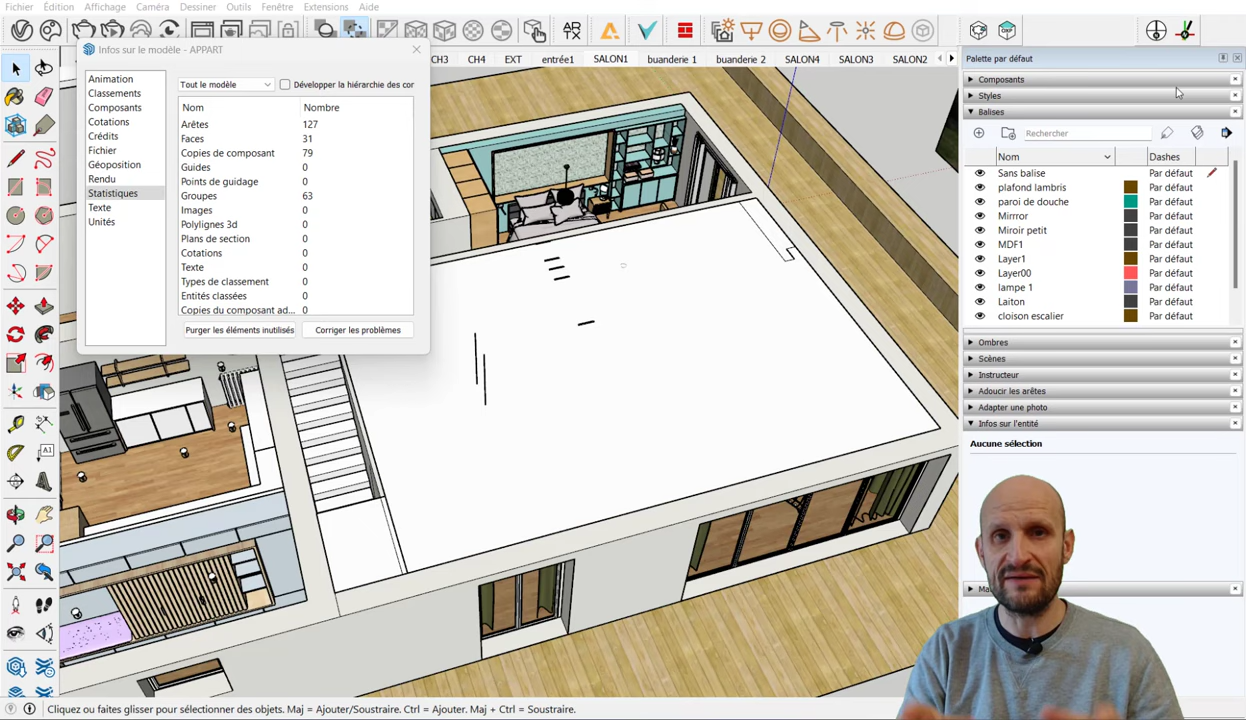 Fichier Édition Affichage Caméra Dessiner Outils Fenêtre Extensions Aide
Infos sur le modèle - APPART
CH3 CH4 EXT entrée1 SALON1 buanderie 1 buanderie 2 SALON4 SALON3 SALON2
Animation
Classements
Composants
Cotations
Crédits
Fichier
Géoposition
Rendu
Statistiques
Texte
Unités
Tout le modèle Développer la hiérarchie des cor
Nom Nombre
Arêtes 127
Faces 31
Copies de composant 79
Guides 0
Points de guidage 0
Groupes 63
Images 0
Polylignes 3d 0
Plans de section 0
Cotations 0
Texte 0
Types de classement 0
Entités classées 0
Copies du composant ad... 0
Purger les éléments inutilisés Corriger les problèmes
Palette par défaut
Composants
Styles
Balises
Rechercher
Nom Dashes
Sans balise Par défaut
plafond lambris Par défaut
paroi de douche Par défaut
Mirrror Par défaut
Miroir petit Par défaut
MDF1 Par défaut
Layer1 Par défaut
Layer00 Par défaut
lampe 1 Par défaut
Laiton Par défaut
cloison escalier Par défaut
Ombres
Scènes
Instructeur
Adoucir les arêtes
Adapter une photo
Infos sur l'entité
Aucune sélection
Cliquez ou faites glisser pour sélectionner des objets. Maj = Ajouter/Soustraire. Ctrl = Ajouter. Maj + Ctrl = Soustraire.